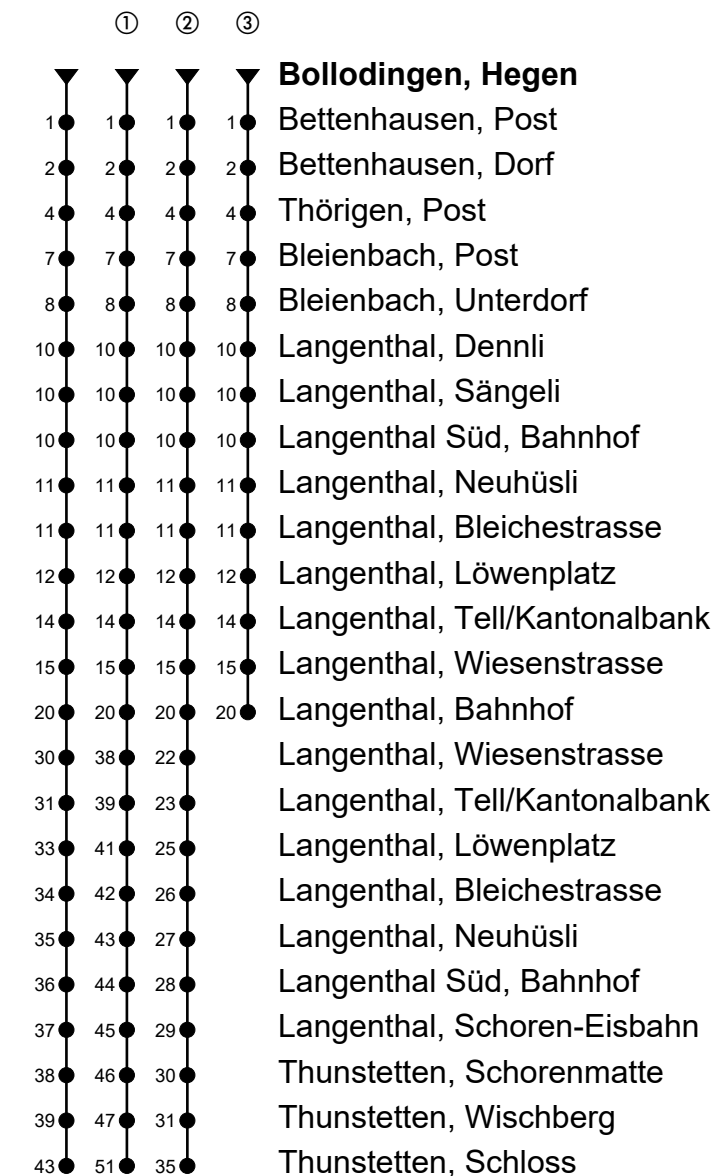 ① ② ③
Bollodingen, Hegen
1 1 1 1 Bettenhausen, Post
2 2 2 2 Bettenhausen, Dorf
4 4 4 4 Thörigen, Post
7 7 7 7 Bleienbach, Post
8 8 8 8 Bleienbach, Unterdorf
10 10 10 10 Langenthal, Dennli
10 10 10 10 Langenthal, Sängeli
10 10 10 10 Langenthal Süd, Bahnhof
11 11 11 11 Langenthal, Neuhüsli
11 11 11 11 Langenthal, Bleichestrasse
12 12 12 12 Langenthal, Löwenplatz
14 14 14 14 Langenthal, Tell/Kantonalbank
15 15 15 15 Langenthal, Wiesenstrasse
20 20 20 20 Langenthal, Bahnhof
30 38 22 Langenthal, Wiesenstrasse
31 39 23 Langenthal, Tell/Kantonalbank
33 41 25 Langenthal, Löwenplatz
34 42 26 Langenthal, Bleichestrasse
35 43 27 Langenthal, Neuhüsli
36 44 28 Langenthal Süd, Bahnhof
37 45 29 Langenthal, Schoren-Eisbahn
38 46 30 Thunstetten, Schorenmatte
39 47 31 Thunstetten, Wischberg
43 51 35 Thunstetten, Schloss